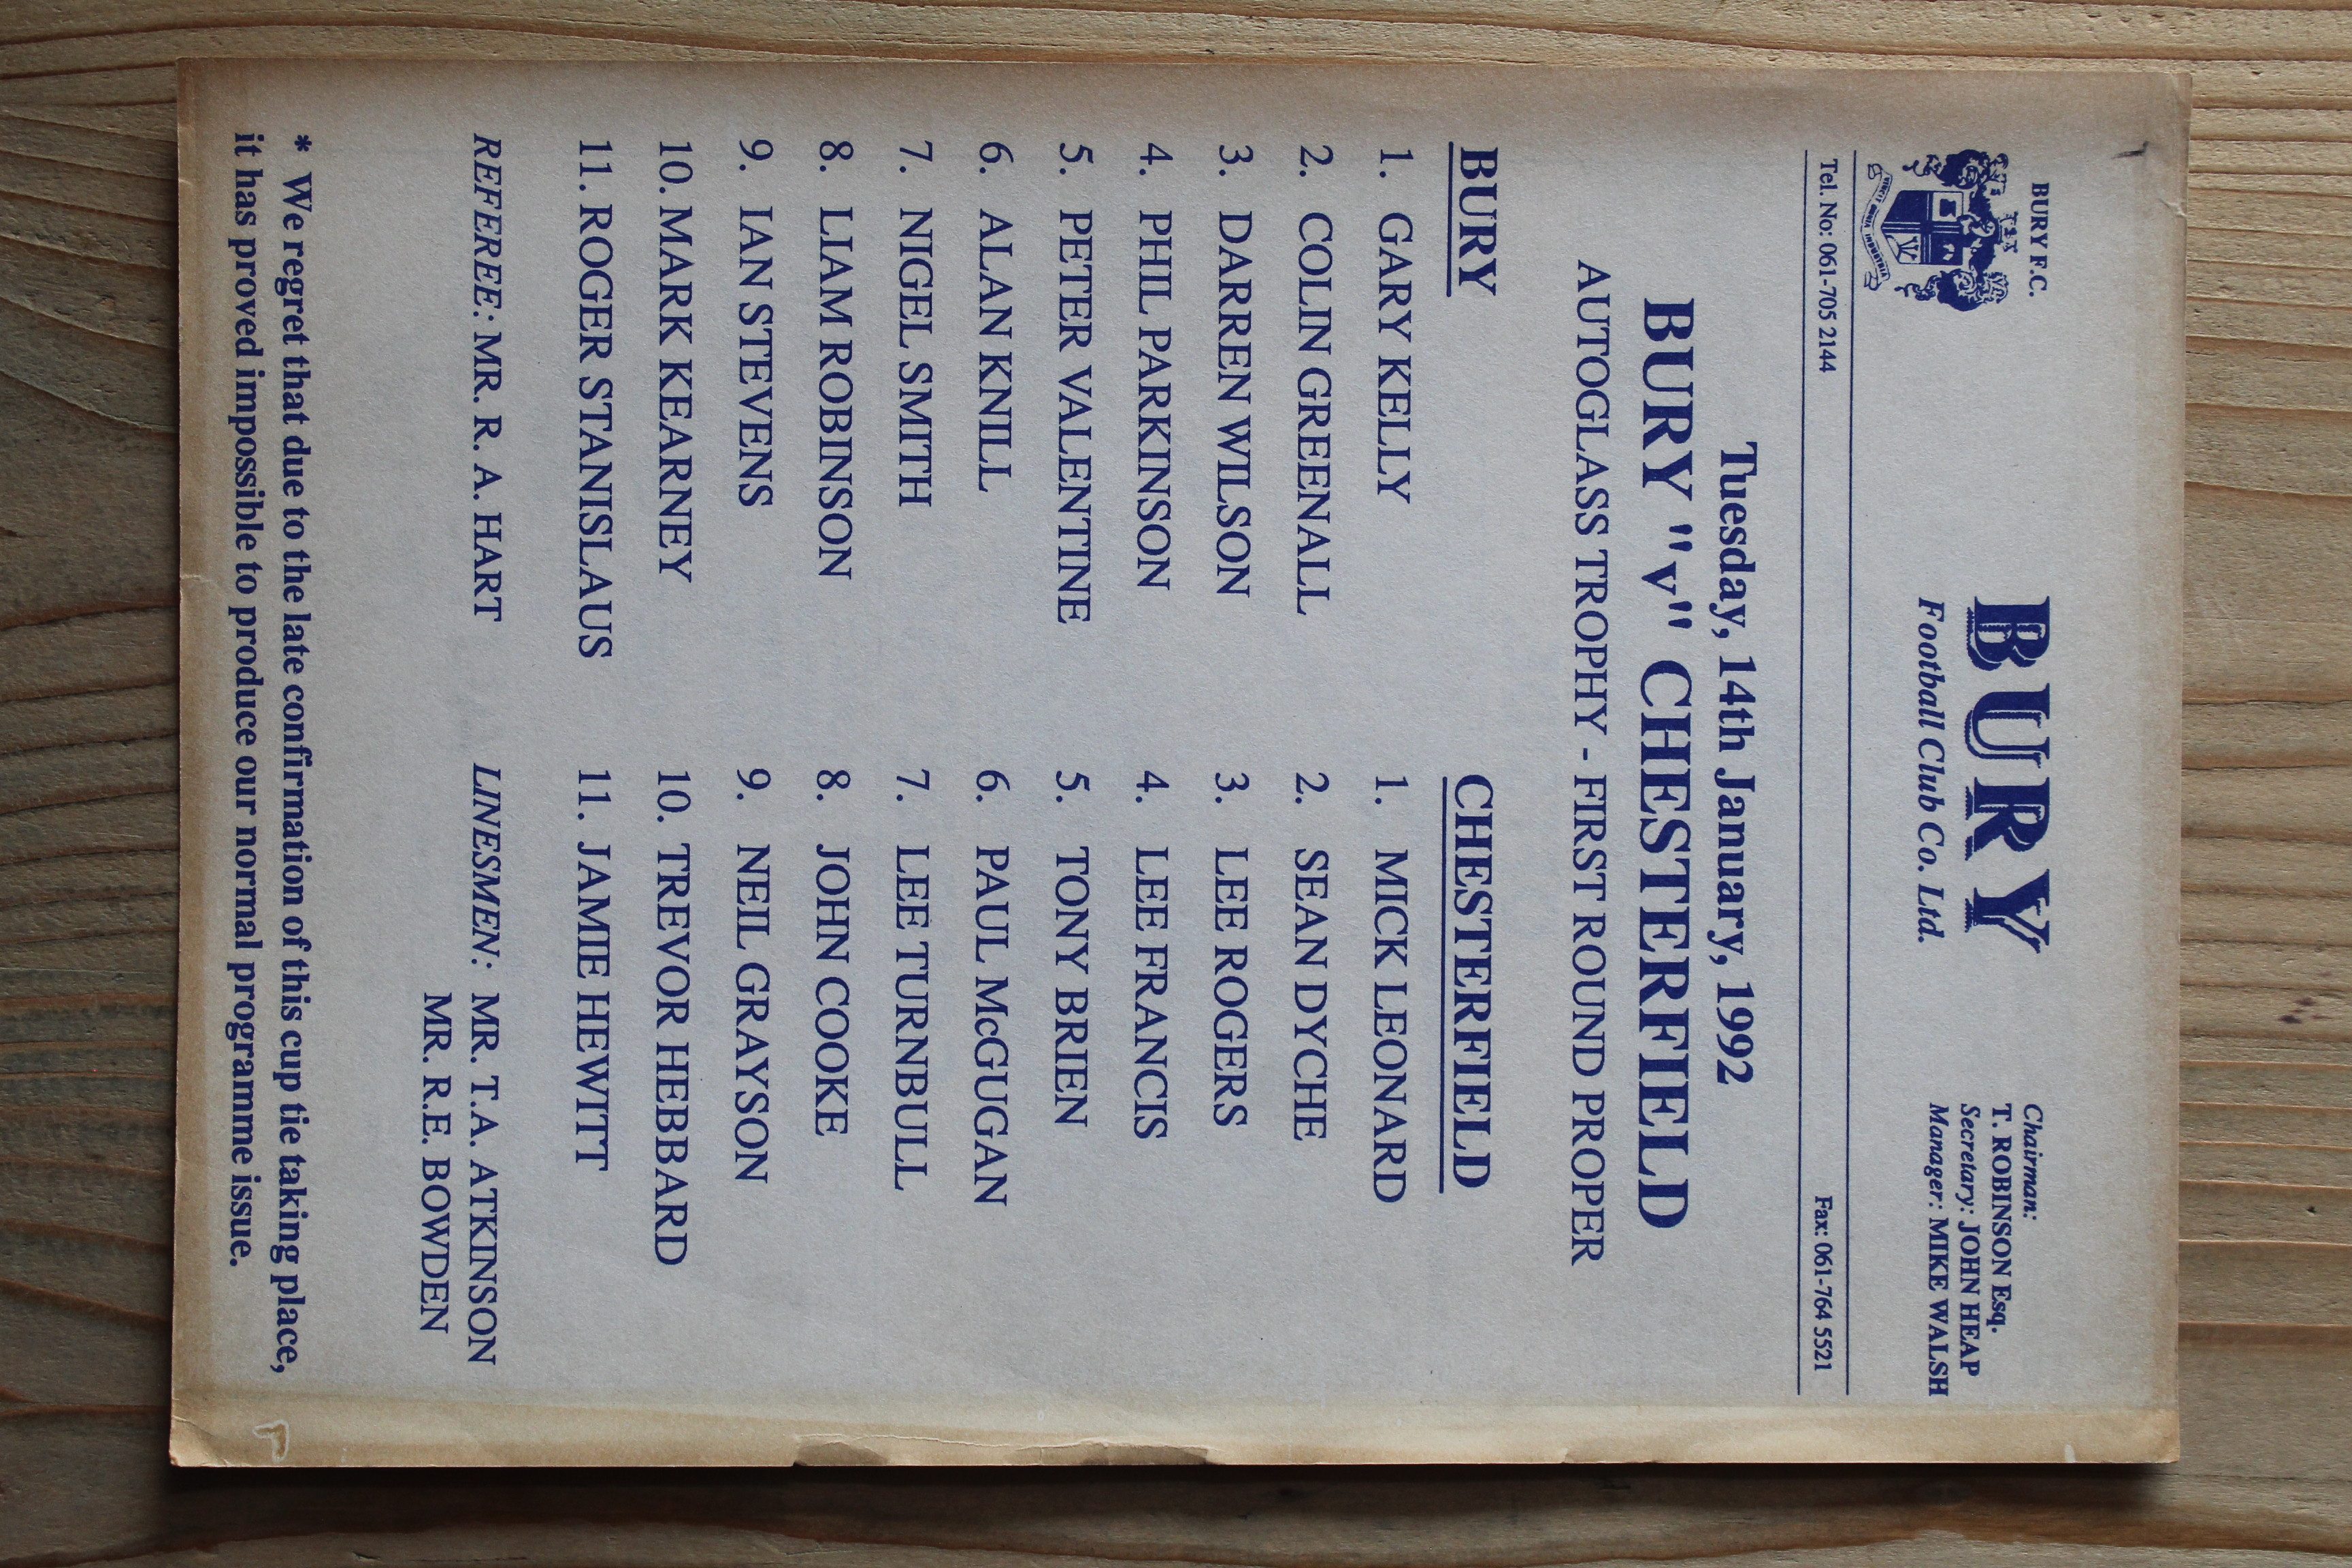 BURY F.C.
BURY
Football Club Co. Ltd.
Chairman:
T. ROBINSON Esq.
Secretary: JOHN HEAP
Manager: MIKE WALSH
Tel. No: 061-705 2144
Fax: 061-764 5521
Tuesday, 14th January, 1992
BURY "v" CHESTERFIELD
AUTOGLASS TROPHY - FIRST ROUND PROPER
BURY
1. GARY KELLY
2. COLIN GREENALL
3. DARREN WILSON
4. PHIL PARKINSON
5. PETER VALENTINE
6. ALAN KNILL
7. NIGEL SMITH
8. LIAM ROBINSON
9. IAN STEVENS
10. MARK KEARNEY
11. ROGER STANISLAUS
CHESTERFIELD
1. MICK LEONARD
2. SEAN DYCHE
3. LEE ROGERS
4. LEE FRANCIS
5. TONY BRIEN
6. PAUL McGUGAN
7. LEE TURNBULL
8. JOHN COOKE
9. NEIL GRAYSON
10. TREVOR HEBBARD
11. JAMIE HEWITT
REFEREE: MR. R. A. HART
LINESMEN: MR. T.A. ATKINSON
MR. R.E. BOWDEN
* We regret that due to the late confirmation of this cup tie taking place,
it has proved impossible to produce our normal programme issue.